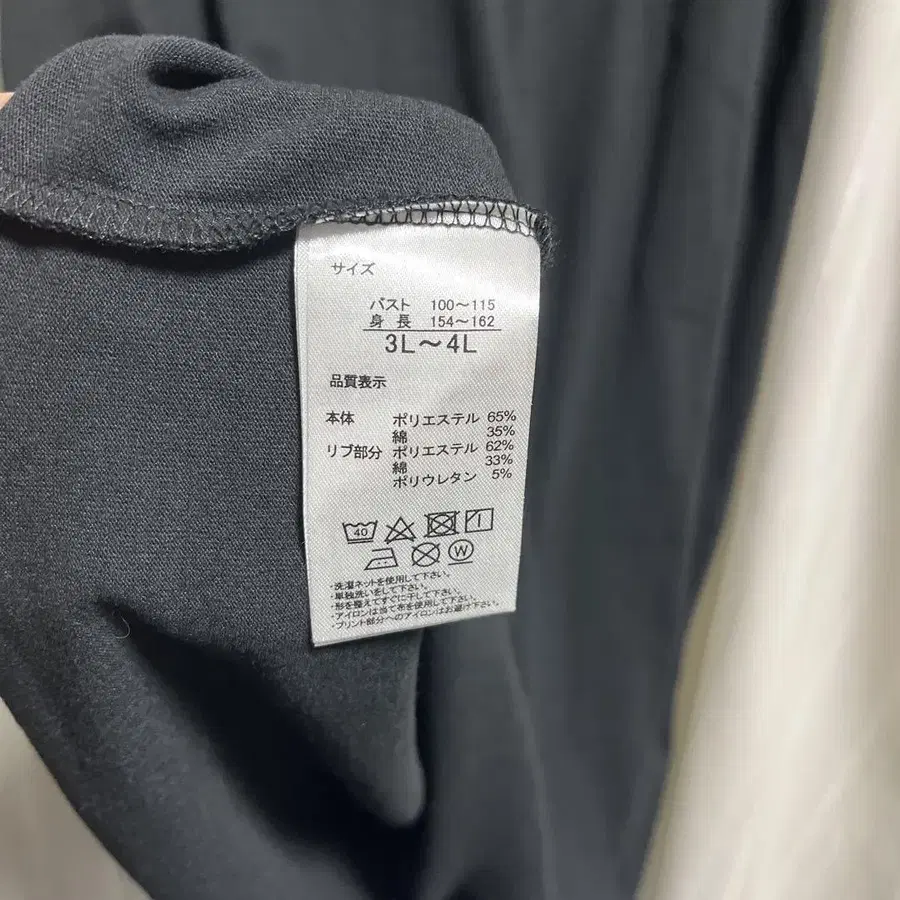 サイズ
バスト 100～115
身長 154～162
3L～4L
品質表示
本体 ポリエステル 65%
綿 35%
リブ部分 ポリエステル 62%
綿 33%
ポリウレタン 5%
40
W
・洗濯ネットを使用して下さい。
・単独洗いをして下さい。
・形を整えてすぐに干して下さい。
・アイロンは当て布を使用して下さい。
・プリント部分へのアイロンはお避け下さい。